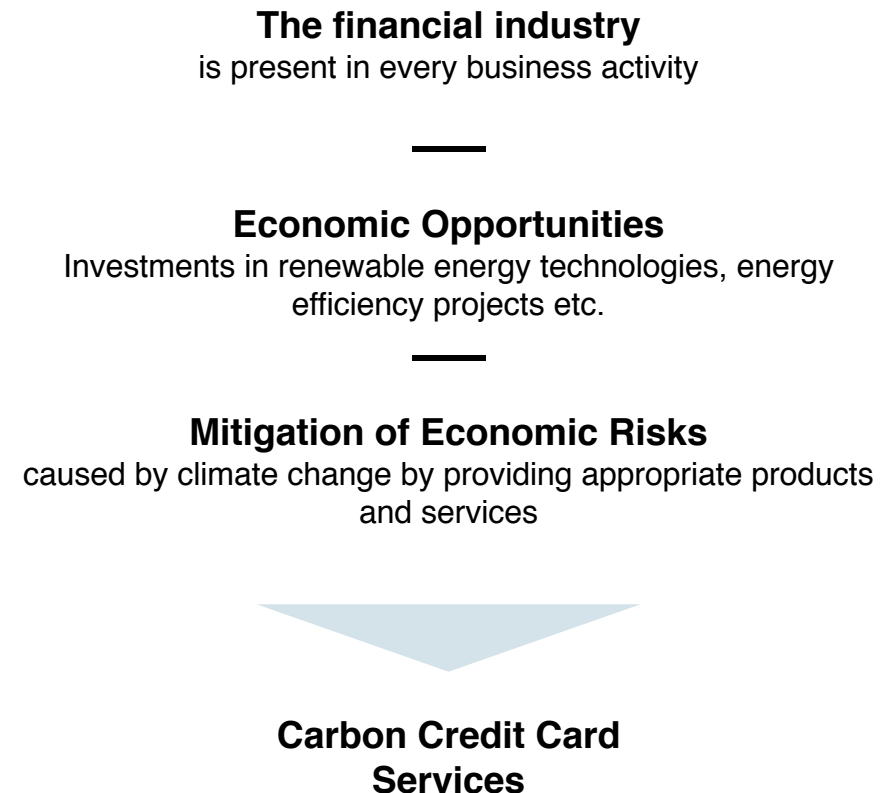 The financial industry
is present in every business activity
Economic Opportunities
Investments in renewable energy technologies, energy
efficiency projects etc.
Mitigation of Economic Risks
caused by climate change by providing appropriate products
and services
Carbon Credit Card
Services